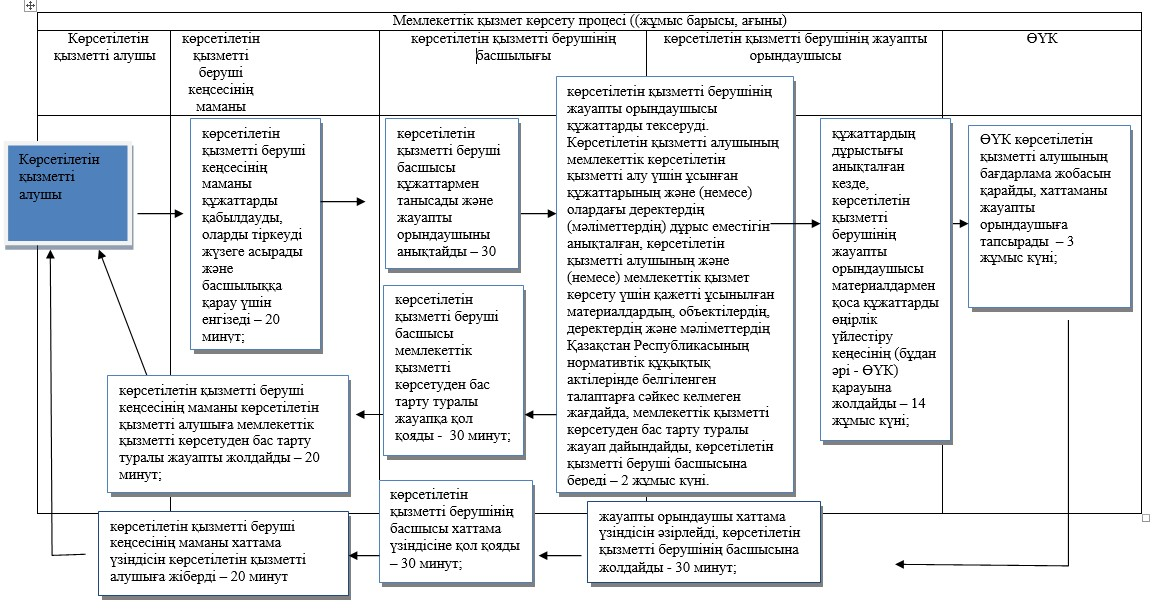 Мемлекеттік қызмет көрсету процесі ((жұмыс барысы, ағыны)
Көрсетілетін
қызметті алушы
көрсетілетін
қызметті
беруші
кеңсесінің
маманы
көрсетілетін қызметті берушінің
басшылығы
көрсетілетін қызметті берушінің жауапты
орындаушысы
ӨҮК
Көрсетілетін
қызметті
алушы
көрсетілетін
қызметті беруші
кеңсесінің
маманы
құжаттарды
қабылдауды,
оларды тіркеуді
жүзеге асырады
және
басшылыққа
қарау үшін
енгізеді – 20
минут;
көрсетілетін
қызметті беруші
басшысы
құжаттармен
танысады және
жауапты
орындаушыны
анықтайды – 30
көрсетілетін қызметті берушінің
жауапты орындаушысы
құжаттарды тексеруді.
Көрсетілетін қызметті алушының
мемлекеттік көрсетілетін
қызметті алу үшін ұсынған
құжаттарының және (немесе)
олардағы деректердің
(мәліметтердің) дұрыс еместігін
анықталған, көрсетілетін
қызметті алушының және
(немесе) мемлекеттік қызмет
көрсету үшін қажетті ұсынылған
материалдардың, объектілердің,
деректердің және мәліметтердің
Қазақстан Республикасының
нормативтік құқықтық
актілерінде белгіленген
талаптарға сәйкес келмеген
жағдайда, мемлекеттік қызметті
көрсетуден бас тарту туралы
жауап дайындайды, көрсетілетін
қызметті беруші басшысына
береді – 2 жұмыс күні.
құжаттардың
дұрыстығы
анықталған
кезде,
көрсетілетін
қызметті
берушінің
жауапты
орындаушысы
материалдармен
қоса құжаттарды
өңірлік
үйлестіру
кеңесінің (бұдан
әрі - ӨҮК)
қарауына
жолдайды – 14
жұмыс күні;
ӨҮК көрсетілетін
қызметті алушының
бағдарлама жобасын
қарайды, хаттаманы
жауапты
орындаушыға
тапсырады – 3
жұмыс күні;
көрсетілетін
қызметті беруші
басшысы
мемлекеттік
қызметті
көрсетуден бас
тарту туралы
жауапқа қол
қояды - 30 минут;
көрсетілетін қызметті беруші
кеңсесінің маманы көрсетілетін
қызметті алушыға мемлекеттік
қызметті көрсетуден бас тарту
туралы жауапты жолдайды – 20
минут;
жауапты орындаушы хаттама
үзіндісін әзірлейді, көрсетілетін
қызметті берушінің басшысына
жолдайды - 30 минут;
көрсетілетін
қызметті берушінің
басшысы хаттама
үзіндісіне қол қояды
– 30 минут;
көрсетілетін қызметті беруші
кеңсесінің маманы хаттама
үзіндісін көрсетілетін қызметті
алушыға жіберді – 20 минут